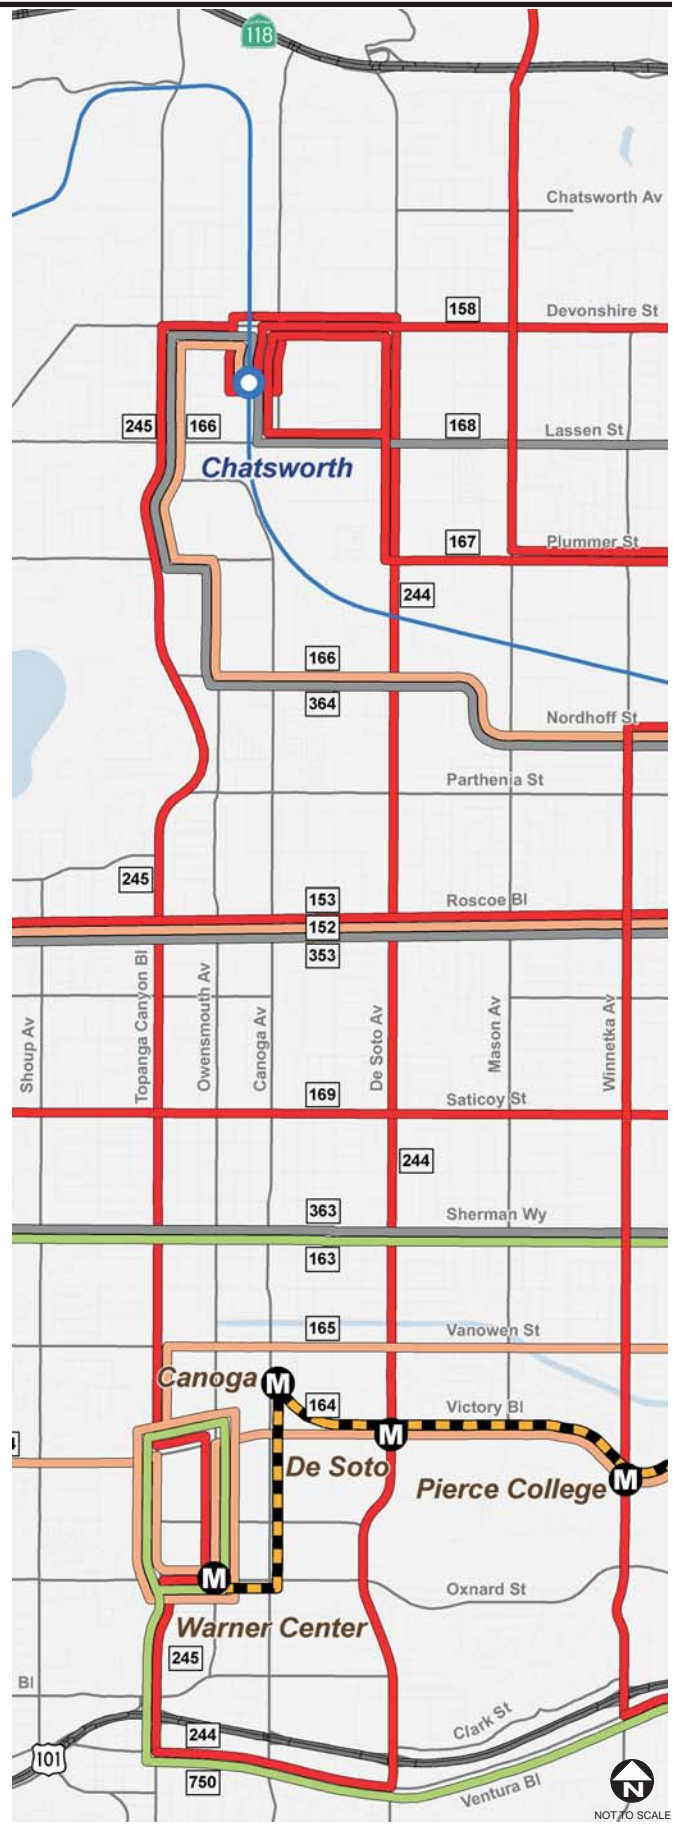 118
Chatsworth Av
158
Devonshire St
245
166
168
Lassen St
Chatsworth
167
Plummer St
244
166
364
Nordhoff St
Parthenia St
245
153
Roscoe Bl
152
353
Shoup Av
Topanga Canyon Bl
Owensmouth Av
Canoga Av
De Soto Av
Mason Av
Winnetka Av
169
Saticoy St
244
363
Sherman Wy
163
165
Vanowen St
Canoga
M
164
Victory Bl
M
De Soto
Pierce College
M
M
Oxnard St
Warner Center
245
Bl
Clark St
244
101
750
Ventura Bl
N
NOT TO SCALE